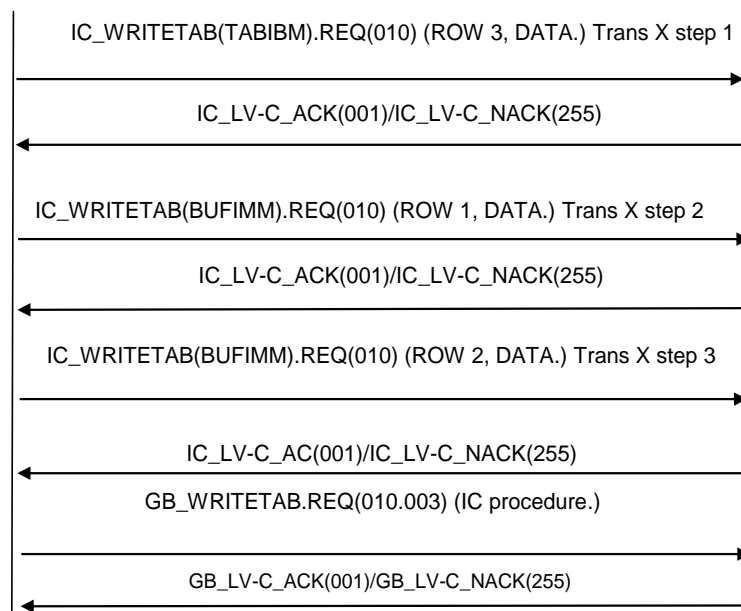 IC_WRITETAB(TABIBM).REQ(010) (ROW 3, DATA.) Trans X step 1
IC_LV-C_ACK(001)/IC_LV-C_NACK(255)
IC_WRITETAB(BUFIMM).REQ(010) (ROW 1, DATA.) Trans X step 2
IC_LV-C_ACK(001)/IC_LV-C_NACK(255)
IC_WRITETAB(BUFIMM).REQ(010) (ROW 2, DATA.) Trans X step 3
IC_LV-C_AC(001)/IC_LV-C_NACK(255)
GB_WRITETAB.REQ(010.003) (IC procedure.)
GB_LV-C_ACK(001)/GB_LV-C_NACK(255)